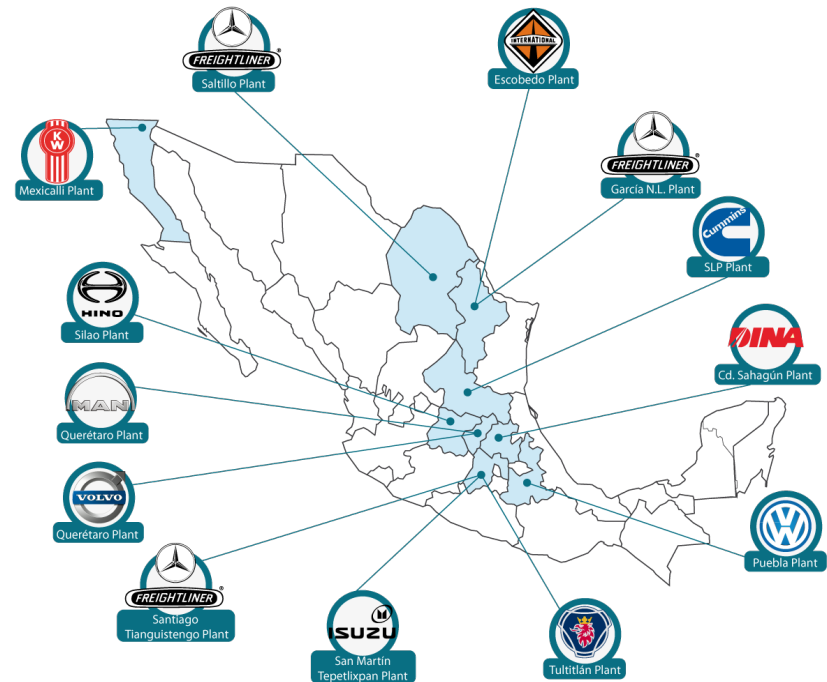 FREIGHTLINER
®
Saltillo Plant
INTERNATIONAL
Escobedo Plant
KW
Mexicalli Plant
FREIGHTLINER
®
García N.L. Plant
Cummins
SLP Plant
HINO
Silao Plant
DINA
Cd. Sahagún Plant
MAN
Querétaro Plant
VOLVO
Querétaro Plant
Puebla Plant
FREIGHTLINER
®
Santiago
Tianguistengo Plant
ISUZU
San Martín
Tepetlixpan Plant
Tultitlán Plant